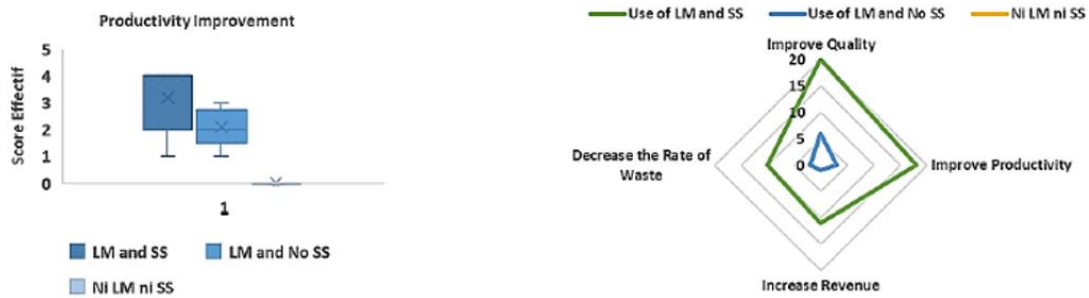 Productivity Improvement
5
4
3
2
1
0
Score Effectif
1
LM and SS
LM and No SS
Ni LM ni SS
Use of LM and SS
Use of LM and No SS
Ni LM ni SS
Improve Quality
20
15
10
5
0
Decrease the Rate of
Waste
Improve Productivity
Increase Revenue